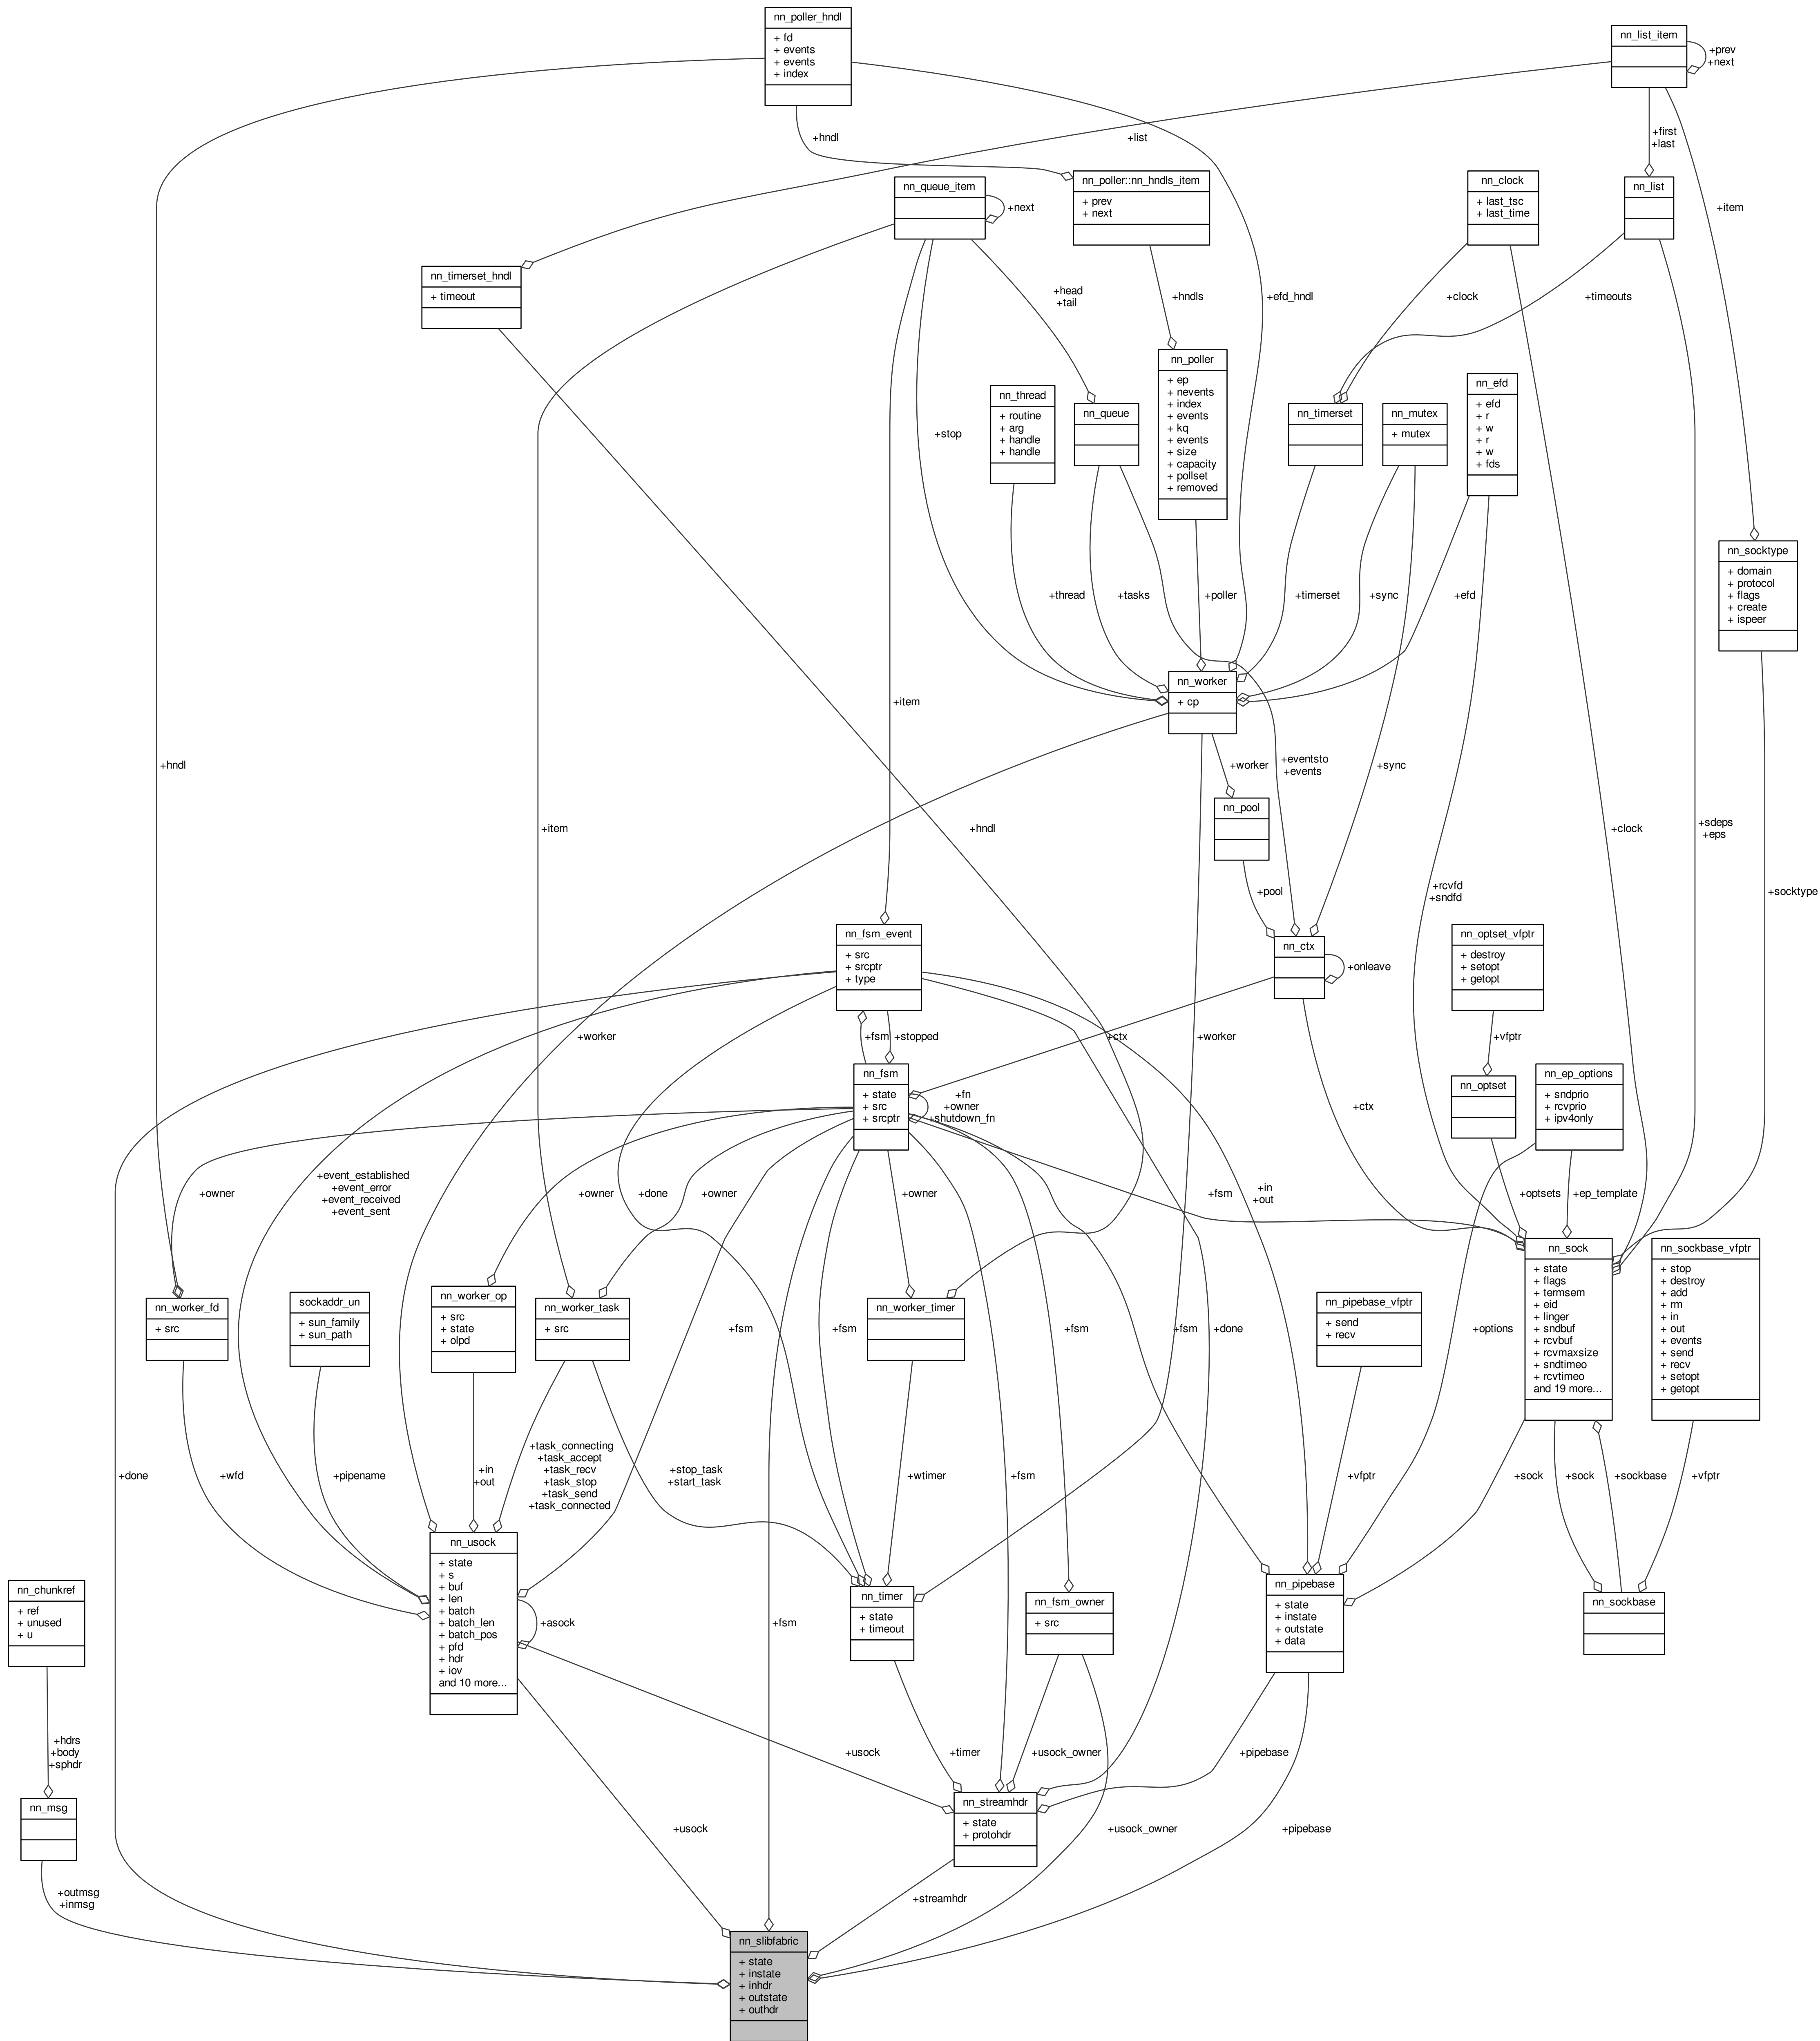 nn_poller_hndl
+ fd
+ events
+ events
+ index
nn_list_item
+prev
+next
+hndl
+list
+first
+last
nn_queue_item
+next
nn_poller::nn_hndls_item
+ prev
+ next
nn_clock
+ last_tsc
+ last_time
nn_list
+item
nn_timerset_hndl
+ timeout
+head
+tail
+hndls
+efd_hndl
+clock
+timeouts
nn_thread
+ routine
+ arg
+ handle
+ handle
nn_queue
nn_poller
+ ep
+ nevents
+ index
+ events
+ kq
+ events
+ size
+ capacity
+ pollset
+ removed
nn_timerset
nn_mutex
+ mutex
nn_efd
+ efd
+ r
+ w
+ r
+ w
+ fds
+stop
nn_socktype
+ domain
+ protocol
+ flags
+ create
+ ispeer
+thread
+tasks
+poller
+timerset
+sync
+efd
+item
nn_worker
+ cp
+hndl
+worker
+eventsto
+events
+sync
nn_pool
+item
+hndl
+clock
+sdeps
+eps
+pool
+rcvfd
+sndfd
+socktype
nn_fsm_event
+ src
+ srcptr
+ type
nn_ctx
+onleave
nn_optset_vfptr
+ destroy
+ setopt
+ getopt
+worker
+fsm
+stopped
+ctx
+worker
+vfptr
nn_fsm
+ state
+ src
+ srcptr
+fn
+owner
+shutdown_fn
nn_optset
nn_ep_options
+ sndprio
+ rcvprio
+ ipv4only
+ctx
+event_established
+event_error
+event_received
+event_sent
+owner
+owner
+done
+owner
+owner
+fsm
+in
+out
+optsets
+ep_template
nn_worker_fd
+ src
sockaddr_un
+ sun_family
+ sun_path
nn_worker_op
+ src
+ state
+ olpd
nn_worker_task
+ src
nn_worker_timer
nn_pipebase_vfptr
+ send
+ recv
nn_sock
+ state
+ flags
+ termsem
+ eid
+ linger
+ sndbuf
+ rcvbuf
+ rcvmaxsize
+ sndtimeo
+ rcvtimeo
and 19 more...
nn_sockbase_vfptr
+ stop
+ destroy
+ add
+ rm
+ in
+ out
+ events
+ send
+ recv
+ setopt
+ getopt
+fsm
+fsm
+fsm
+fsm
+done
+options
+done
+wfd
+pipename
+in
+out
+task_connecting
+task_accept
+task_recv
+task_stop
+task_send
+task_connected
+stop_task
+start_task
+wtimer
+fsm
+vfptr
+sock
+sock
+sockbase
+vfptr
nn_usock
+ state
+ s
+ buf
+ len
+ batch
+ batch_len
+ batch_pos
+ pfd
+ hdr
+ iov
and 10 more...
+asock
+fsm
nn_chunkref
+ ref
+ unused
+ u
nn_timer
+ state
+ timeout
nn_fsm_owner
+ src
nn_pipebase
+ state
+ instate
+ outstate
+ data
nn_sockbase
+hdrs
+body
+sphdr
+usock
+timer
+usock_owner
+pipebase
nn_msg
nn_streamhdr
+ state
+ protohdr
+usock
+usock_owner
+pipebase
+outmsg
+inmsg
+streamhdr
nn_slibfabric
+ state
+ instate
+ inhdr
+ outstate
+ outhdr